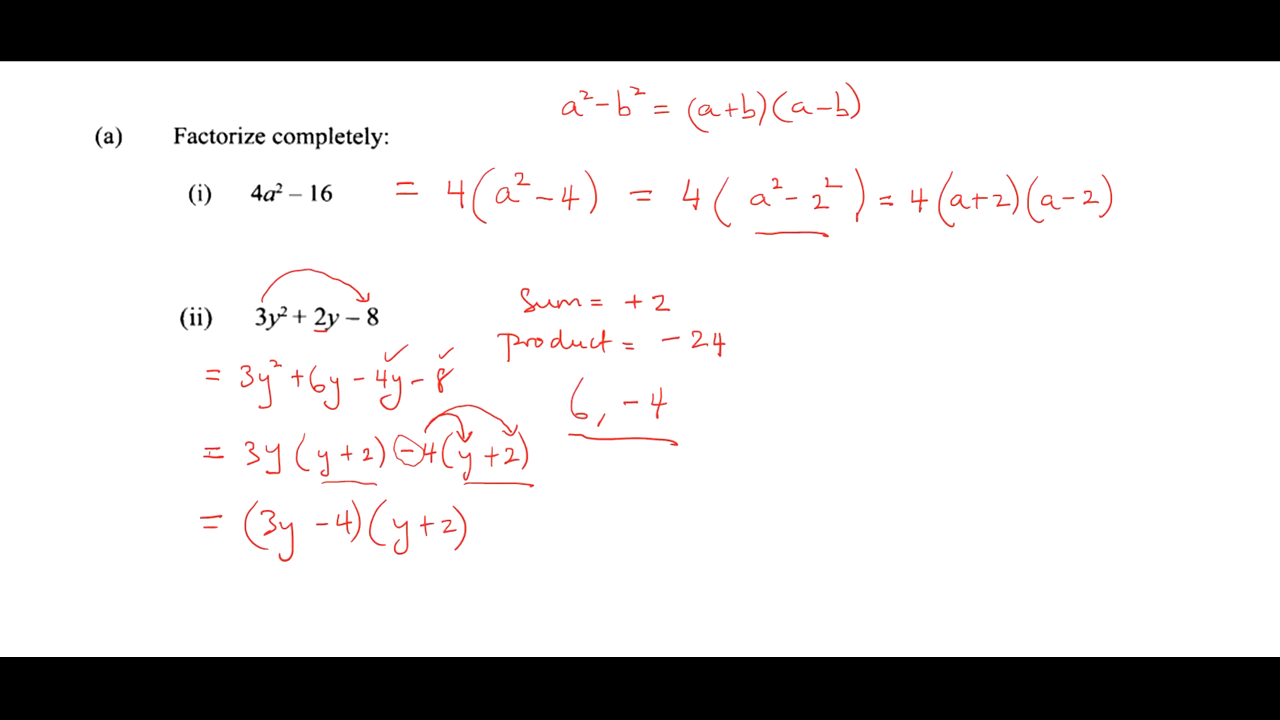 a² - b² = (a+b)(a-b)
(a) Factorize completely:
(i) 4a² – 16 = 4(a² - 4) = 4(a² - 2²) = 4(a+2)(a-2)
(ii) 3y² + 2y – 8
Sum = +2
product = -24
6, -4
= 3y² + 6y - 4y - 8
= 3y(y+2) -4(y+2)
= (3y -4)(y+2)